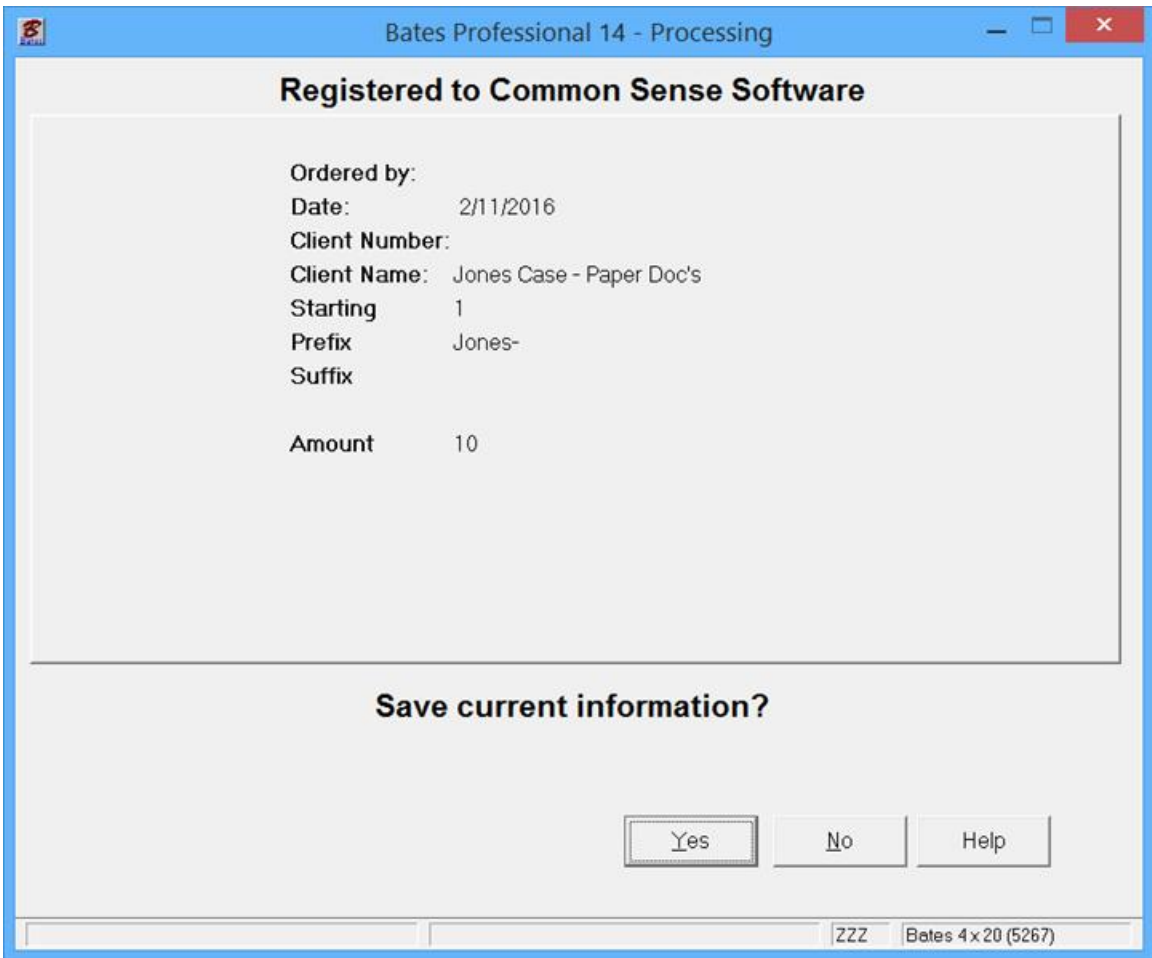 Bates
Bates Professional 14 - Processing
Registered to Common Sense Software
Ordered by:
Date: 2/11/2016
Client Number:
Client Name: Jones Case - Paper Doc's
Starting 1
Prefix Jones-
Suffix
Amount 10
Save current information?
Yes No Help
ZZZ Bates 4 x 20 (5267)